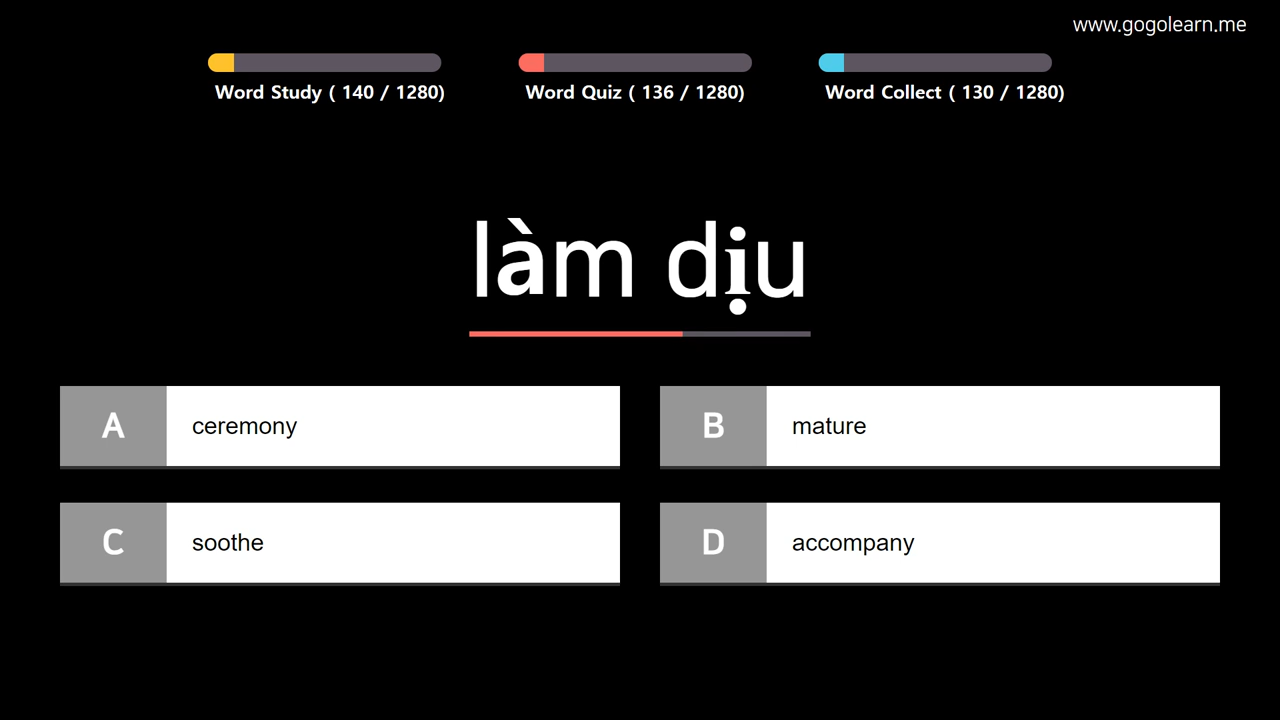 www.gogolearn.me
Word Study ( 140 / 1280)
Word Quiz ( 136 / 1280)
Word Collect ( 130 / 1280)
làm dịu
A ceremony
B mature
C soothe
D accompany